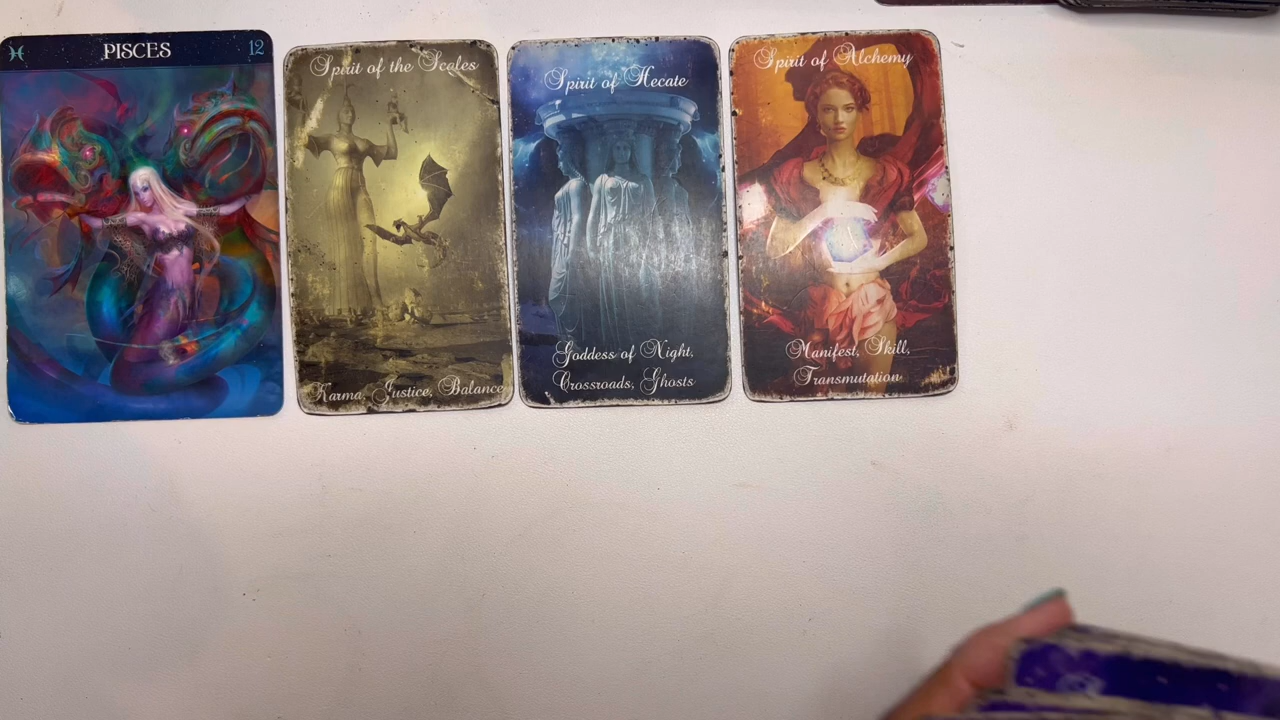 ♓ PISCES 12
Spirit of the Scales
Karma, Justice, Balance
Spirit of Hecate
Goddess of Night,
Crossroads, Ghosts
Spirit of Alchemy
Manifest, Skill,
Transmutation